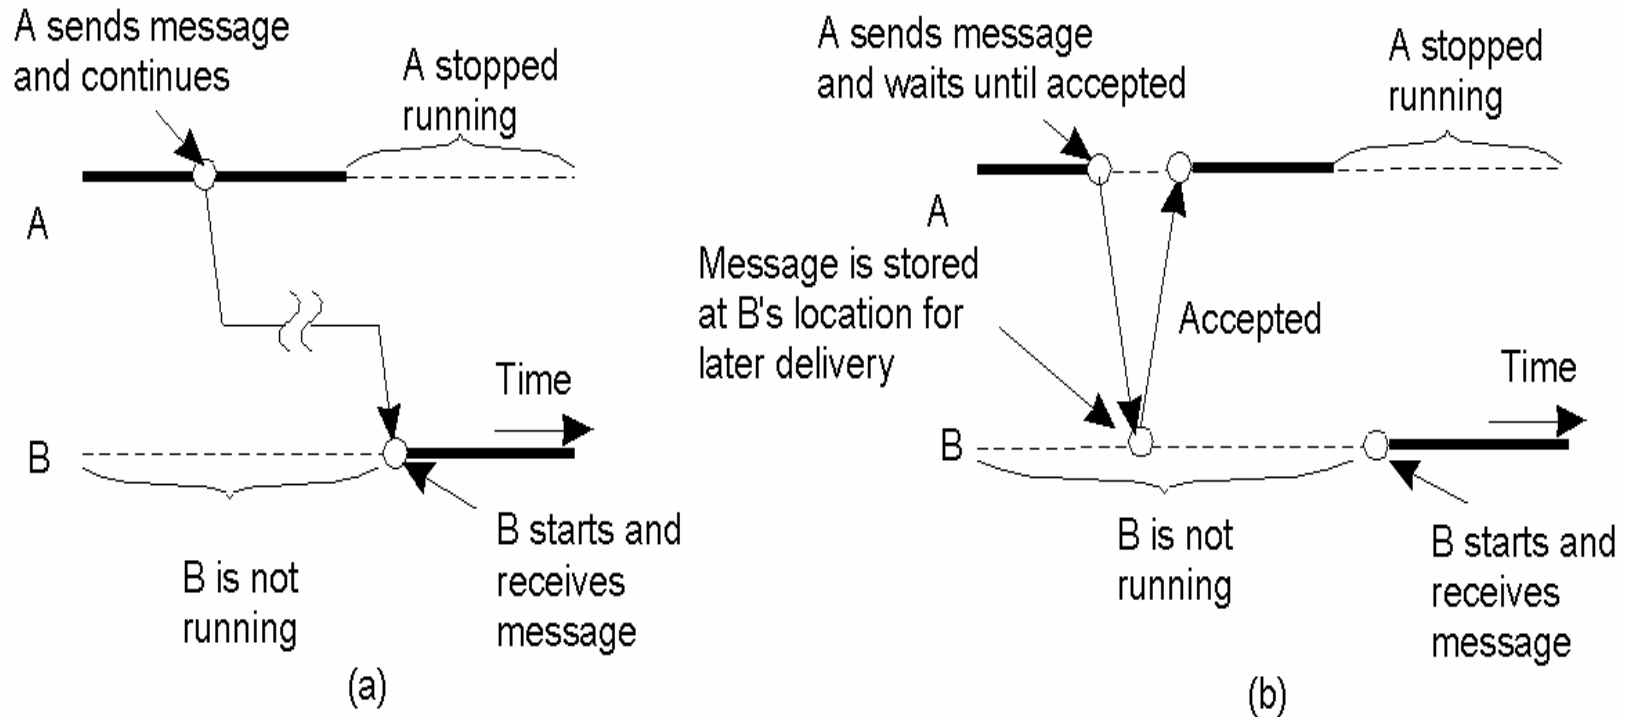 A sends message
and continues
A stopped
running
A
Time
B
B starts and
receives
message
B is not
running
(a)
A sends message
and waits until accepted
A stopped
running
A
Message is stored
at B's location for
later delivery
Accepted
Time
B
B is not
running
B starts and
receives
message
(b)